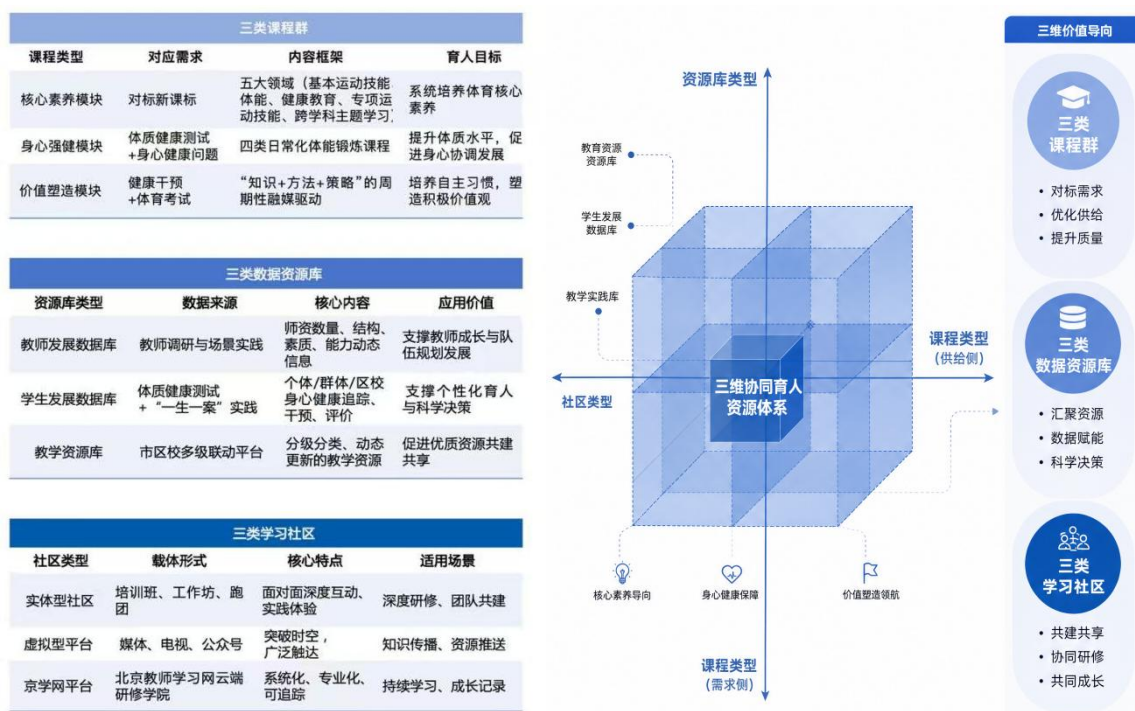 三类课程群
课程类型 对应需求 内容框架 育人目标
核心素养模块 对标新课标 五大领域（基本运动技能、体能、健康教育、专项运动技能、跨学科主题学习） 系统培养体育核心素养
身心强健模块 体质健康测试+身心健康问题 四类日常化体能锻炼课程 提升体质水平，促进身心协调发展
价值塑造模块 健康干预+体育考试 “知识+方法+策略”的周期性融媒驱动 培养自主习惯，塑造积极价值观
三类数据资源库
资源库类型 数据来源 核心内容 应用价值
教师发展数据库 教师调研与场景实践 师资数量、结构、素质、能力动态信息 支撑教师成长与队伍规划发展
学生发展数据库 体质健康测试+“一生一案”实践 个体/群体/区校身心健康追踪、干预、评价 支撑个性化育人与科学决策
教学资源库 市区校多级联动平台 分级分类、动态更新的教学资源 促进优质资源共建共享
三类学习社区
社区类型 载体形式 核心特点 适用场景
实体型社区 培训班、工作坊、跑团 面对面深度互动、实践体验 深度研修、团队共建
虚拟型平台 媒体、电视、公众号 突破时空，广泛触达 知识传播、资源推送
京学网平台 北京教师学习网云端研修学院 系统化、专业化、可追踪 持续学习、成长记录
资源库类型
教育资源
资源库
学生发展
数据库
教学实践库
课程类型
(供给侧)
社区类型
三维协同育人
资源体系
核心素养导向
身心健康保障
价值塑造领航
课程类型
(需求侧)
三维价值导向
三类
课程群
• 对标需求
• 优化供给
• 提升质量
三类
数据资源库
• 汇聚资源
• 数据赋能
• 科学决策
三类
学习社区
• 共建共享
• 协同研修
• 共同成长